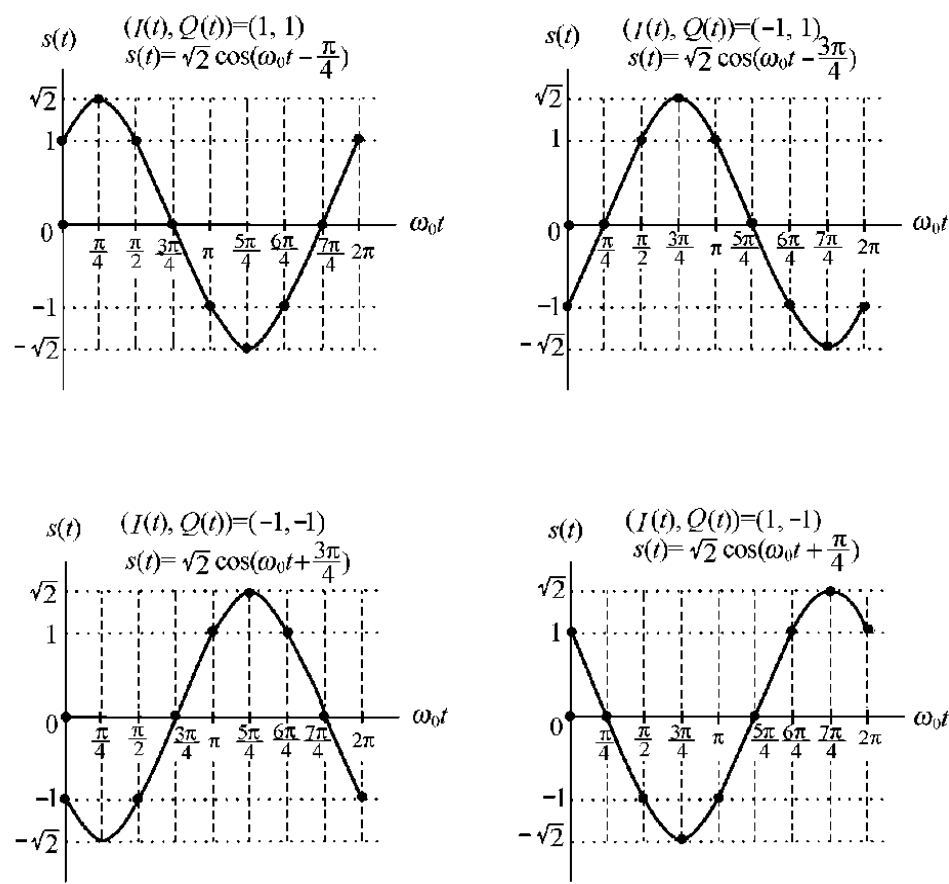 s(t) (I(t), Q(t))=(1, 1)
s(t)= √2 cos(ω₀t − π/4)
√2
1
0
−1
−√2
π/4 π/2 3π/4 π 5π/4 6π/4 7π/4 2π
ω₀t
s(t) (I(t), Q(t))=(−1, 1)
s(t)= √2 cos(ω₀t − 3π/4)
√2
1
0
−1
−√2
π/4 π/2 3π/4 π 5π/4 6π/4 7π/4 2π
ω₀t
s(t) (I(t), Q(t))=(−1, −1)
s(t)= √2 cos(ω₀t+ 3π/4)
√2
1
0
−1
−√2
π/4 π/2 3π/4 π 5π/4 6π/4 7π/4 2π
ω₀t
s(t) (I(t), Q(t))=(1, −1)
s(t)= √2 cos(ω₀t + π/4)
√2
1
0
−1
−√2
π/4 π/2 3π/4 π 5π/4 6π/4 7π/4 2π
ω₀t